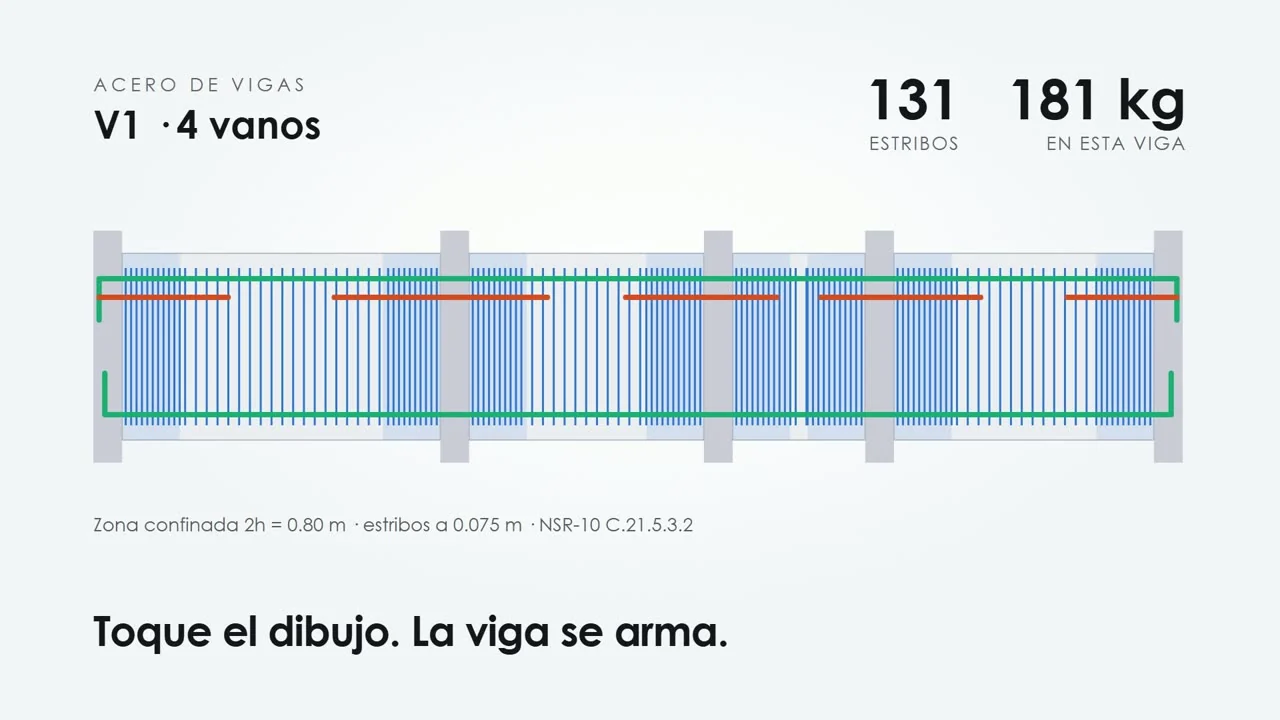 ACERO DE VIGAS
V1 · 4 vanos
131
ESTRIBOS
181 kg
EN ESTA VIGA
Zona confinada 2h = 0.80 m · estribos a 0.075 m · NSR-10 C.21.5.3.2
Toque el dibujo. La viga se arma.